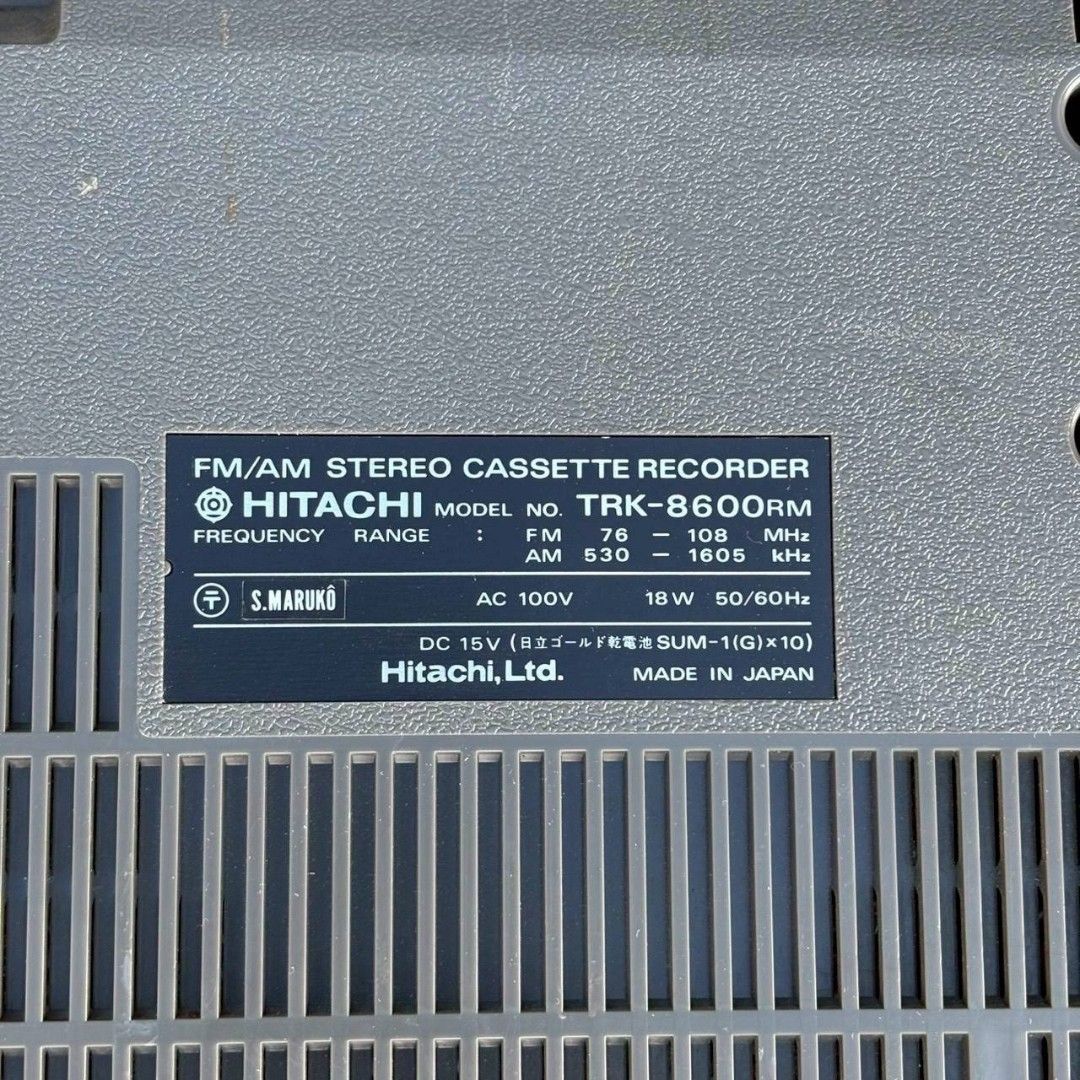 FM/AM STEREO CASSETTE RECORDER
HITACHI MODEL NO. TRK-8600RM
FREQUENCY RANGE : FM 76 — 108 MHz
AM 530 — 1605 kHz
〒 S.MARUKÔ AC 100V 18W 50/60Hz
DC 15V (日立ゴールド乾電池 SUM-1(G)×10)
Hitachi, Ltd. MADE IN JAPAN